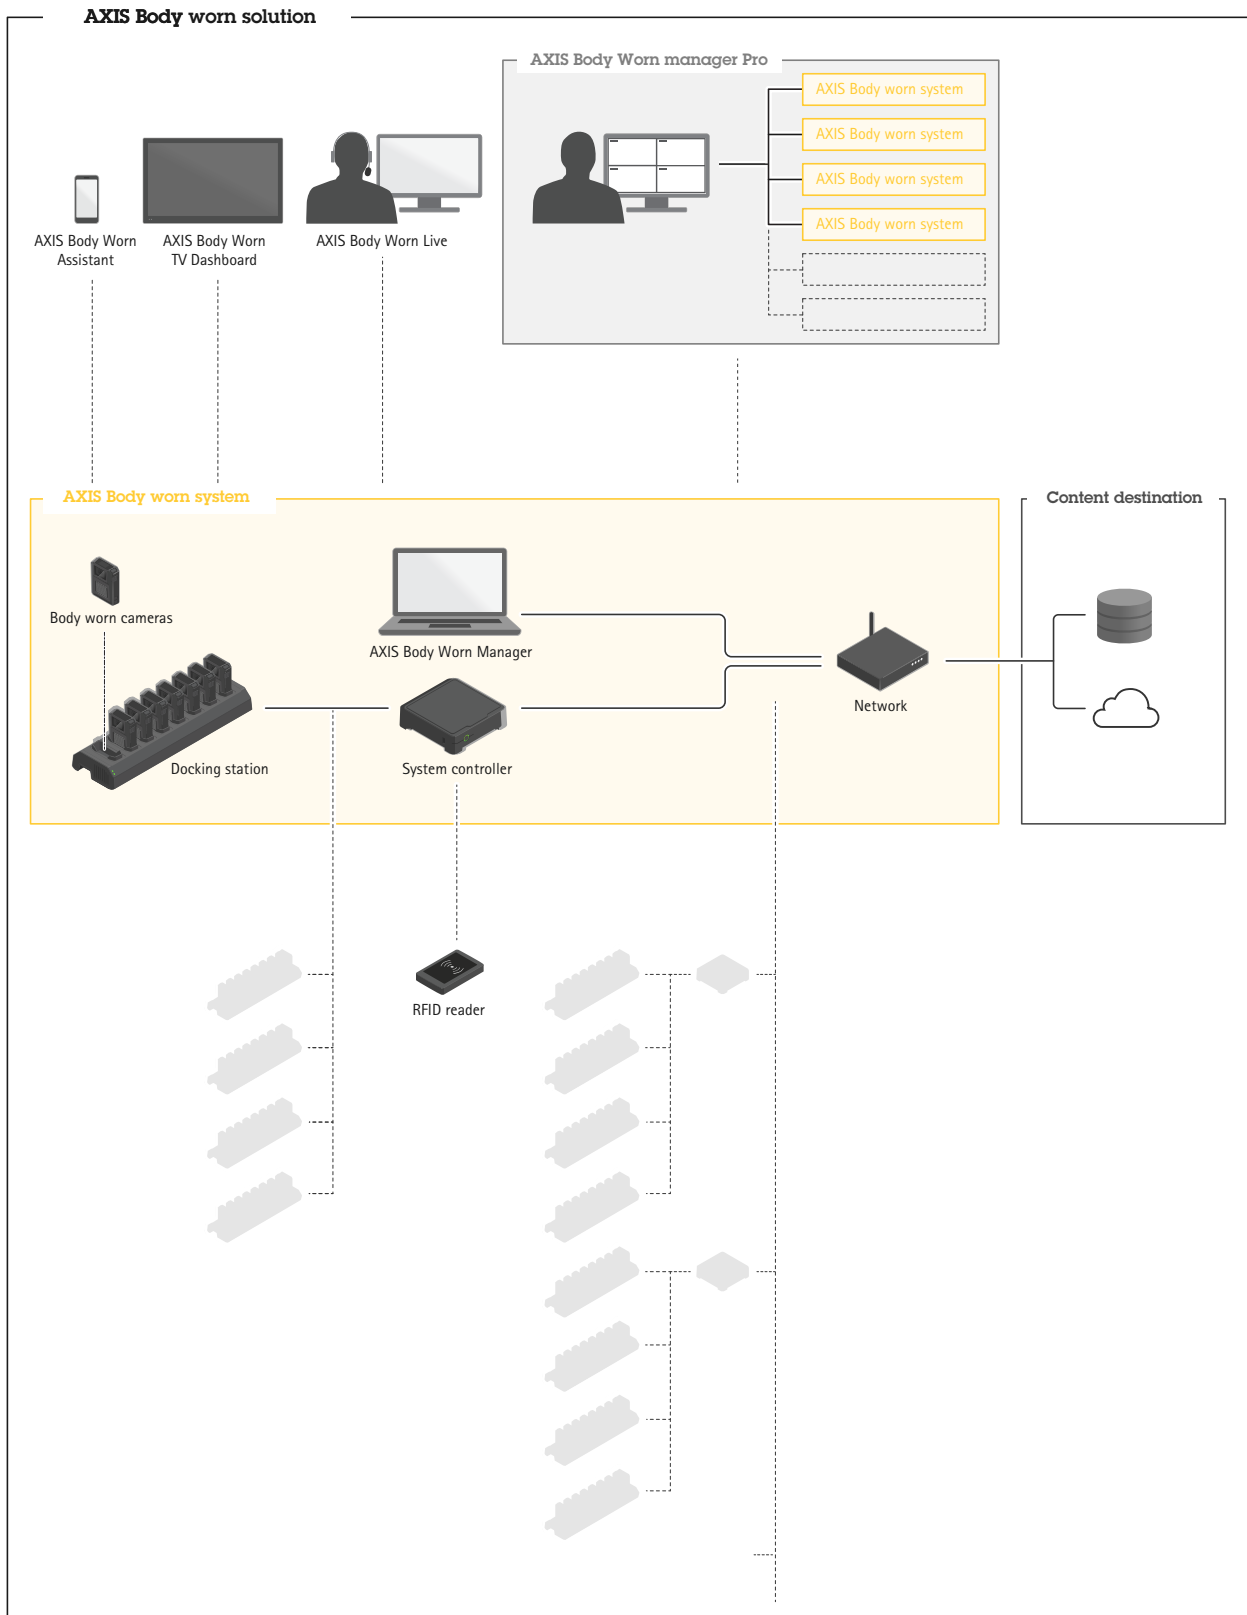 AXIS Body worn solution
AXIS Body Worn manager Pro
AXIS Body worn system
AXIS Body worn system
AXIS Body worn system
AXIS Body worn system
AXIS Body Worn
Assistant
AXIS Body Worn
TV Dashboard
AXIS Body Worn Live
AXIS Body worn system
Content destination
Body worn cameras
AXIS Body Worn Manager
Network
Docking station
System controller
RFID reader